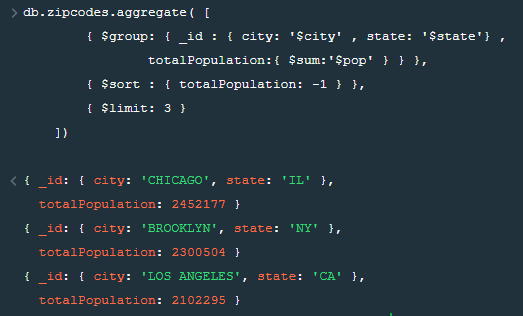 > db.zipcodes.aggregate( [
{ $group: { _id : { city: '$city' , state: '$state'} ,
totalPopulation:{ $sum:'$pop' } } },
{ $sort : { totalPopulation: -1 } },
{ $limit: 3 }
])
< { _id: { city: 'CHICAGO', state: 'IL' },
totalPopulation: 2452177 }
{ _id: { city: 'BROOKLYN', state: 'NY' },
totalPopulation: 2300504 }
{ _id: { city: 'LOS ANGELES', state: 'CA' },
totalPopulation: 2102295 }